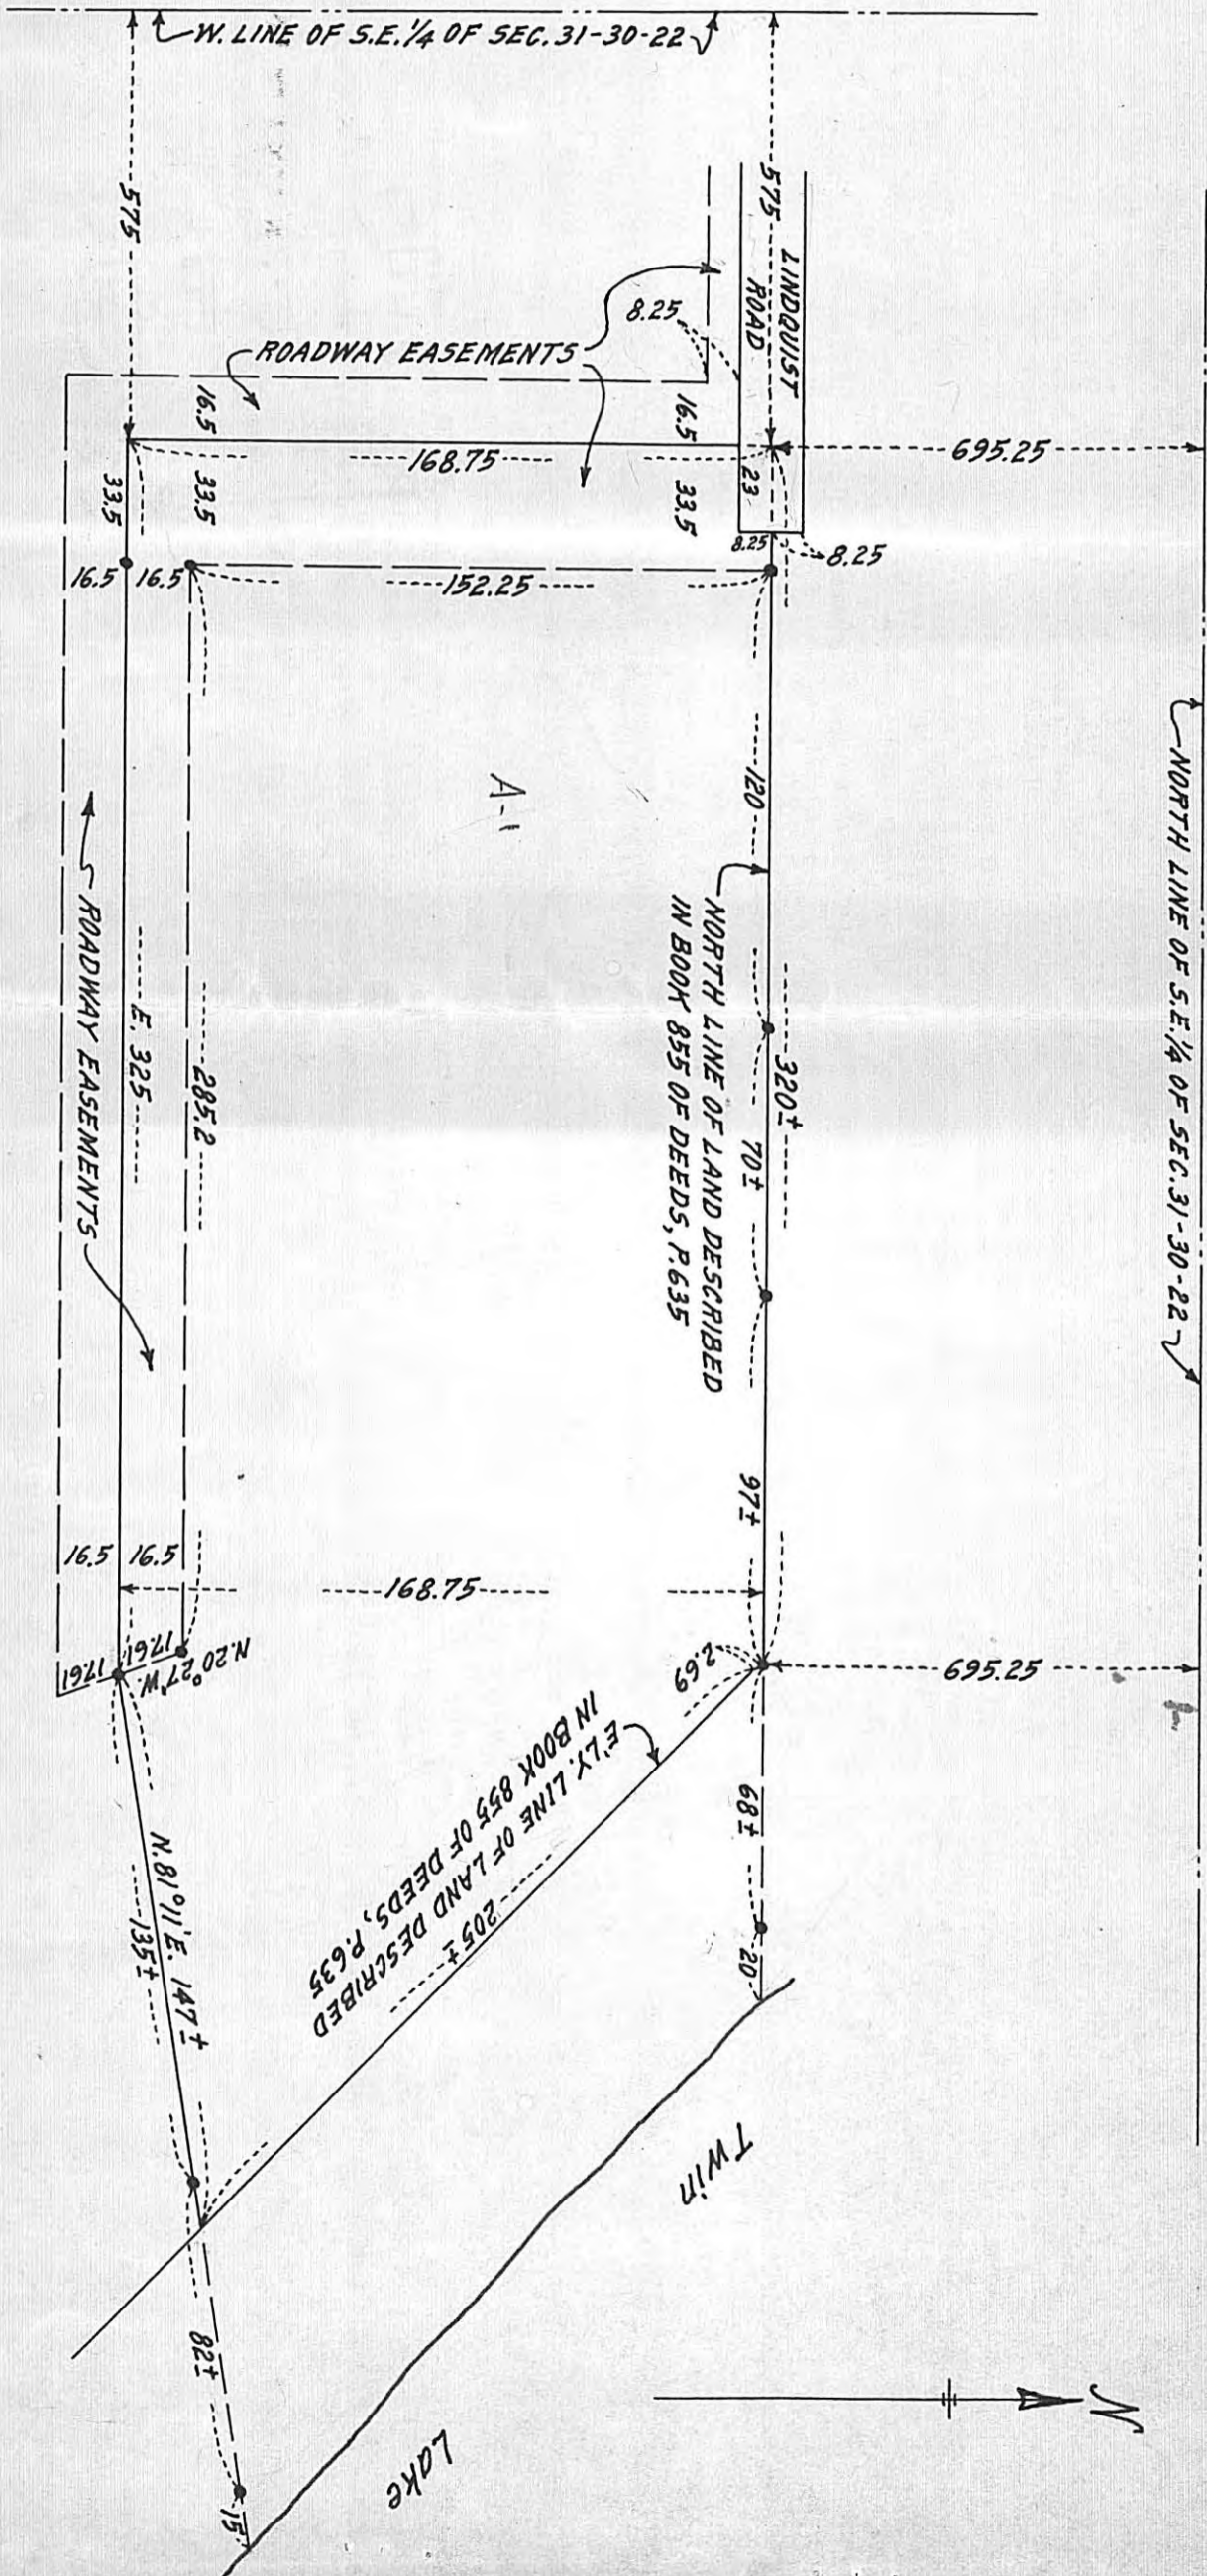 W. LINE OF S.E. 1/4 OF SEC. 31-30-22
NORTH LINE OF S.E. 1/4 OF SEC. 31-30-22
575
575
LINDQUIST
ROAD
8.25
ROADWAY EASEMENTS
16.5
16.5
695.25
168.75
23
33.5
33.5
33.5
8.25
8.25
16.5
16.5
152.25
120
A-1
NORTH LINE OF LAND DESCRIBED
IN BOOK 855 OF DEEDS, P. 635
320±
70±
97±
E. 325
285.2
ROADWAY EASEMENTS
16.5
16.5
168.75
17.61
17.61
N. 20° 27' W.
2.69
695.25
E'LY. LINE OF LAND DESCRIBED
IN BOOK 855 OF DEEDS, P. 635
205±
68±
20
N. 81° 11' E. 147±
135±
82±
15
Twin
Lake
N